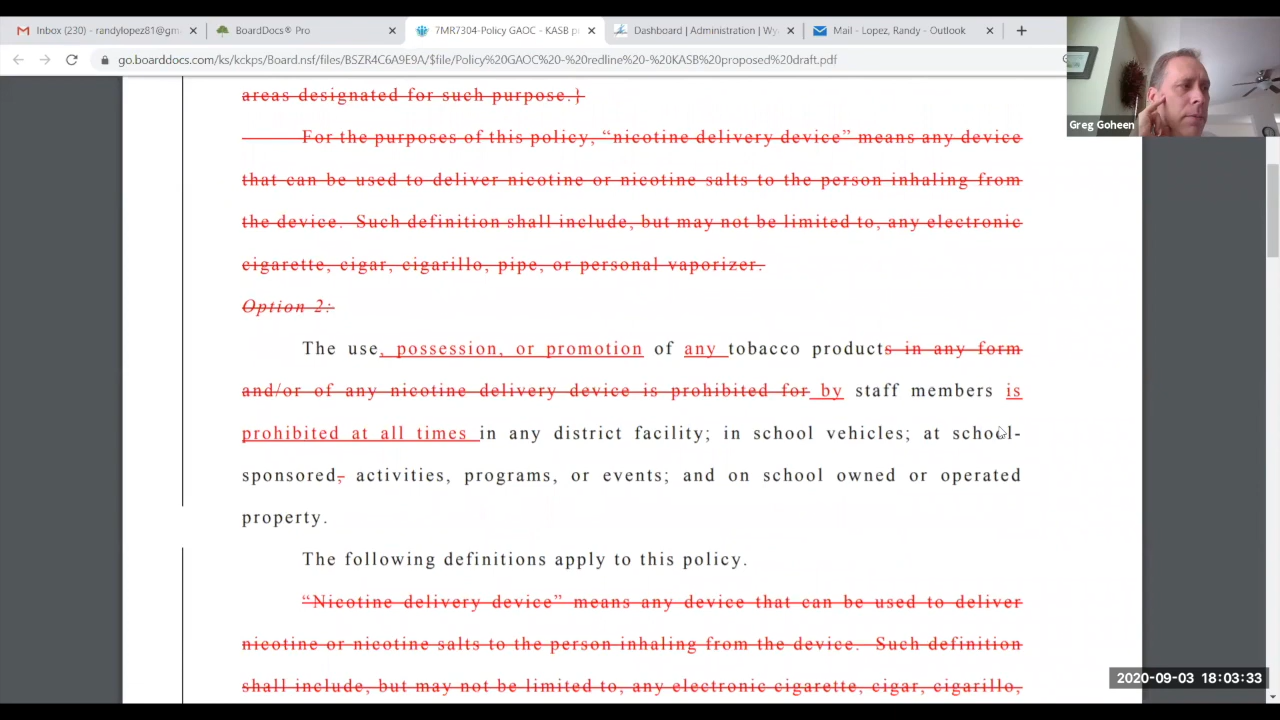 Inbox (230) - randylopez81@gm
BoardDocs® Pro
7MR7304-Policy GAOC - KASB p
Dashboard | Administration | Wy
Mail - Lopez, Randy - Outlook
go.boarddocs.com/ks/kckps/Board.nsf/files/
/$file/Policy%20GAOC%20-%20redline%20-%20KASB%20proposed%20draft.pdf
Greg Goheen
areas designated for such purpose.}
For the purposes of this policy, “nicotine delivery device” means any device
that can be used to deliver nicotine or nicotine salts to the person inhaling from
the device. Such definition shall include, but may not be limited to, any electronic
cigarette, cigar, cigarillo, pipe, or personal vaporizer.
Option 2:
The use, possession, or promotion of any tobacco products in any form
and/or of any nicotine delivery device is prohibited for by staff members is
prohibited at all times in any district facility; in school vehicles; at school-
sponsored, activities, programs, or events; and on school owned or operated
property.
The following definitions apply to this policy.
“Nicotine delivery device” means any device that can be used to deliver
nicotine or nicotine salts to the person inhaling from the device. Such definition
shall include, but may not be limited to, any electronic cigarette, cigar, cigarillo,
2020-09-03 18:03:33